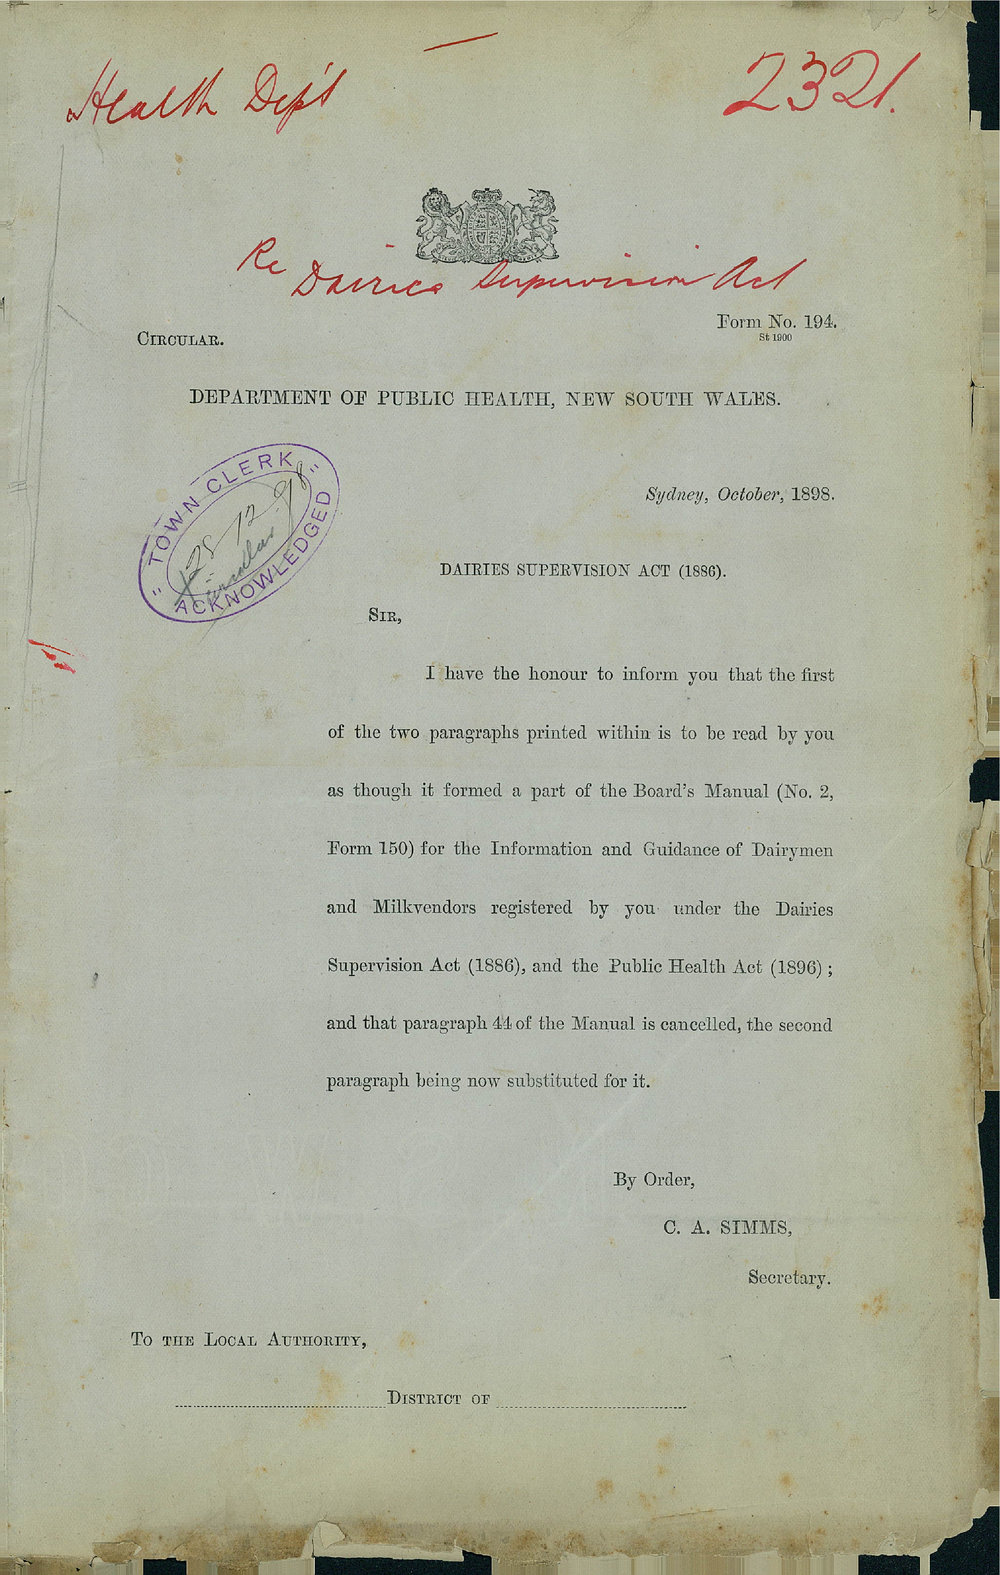 Health Dept
2321.
Re Dairies Supervision Act
Form No. 194.
St 1900
CIRCULAR.
DEPARTMENT OF PUBLIC HEALTH, NEW SOUTH WALES.
"TOWN CLERK"
28-12-98
Circular
ACKNOWLEDGED
Sydney, October, 1898.
DAIRIES SUPERVISION ACT (1886).
SIR,
I have the honour to inform you that the first
of the two paragraphs printed within is to be read by you
as though it formed a part of the Board's Manual (No. 2,
Form 150) for the Information and Guidance of Dairymen
and Milkvendors registered by you under the Dairies
Supervision Act (1886), and the Public Health Act (1896) ;
and that paragraph 44 of the Manual is cancelled, the second
paragraph being now substituted for it.
By Order,
C. A. SIMMS,
Secretary.
TO THE LOCAL AUTHORITY,
DISTRICT OF